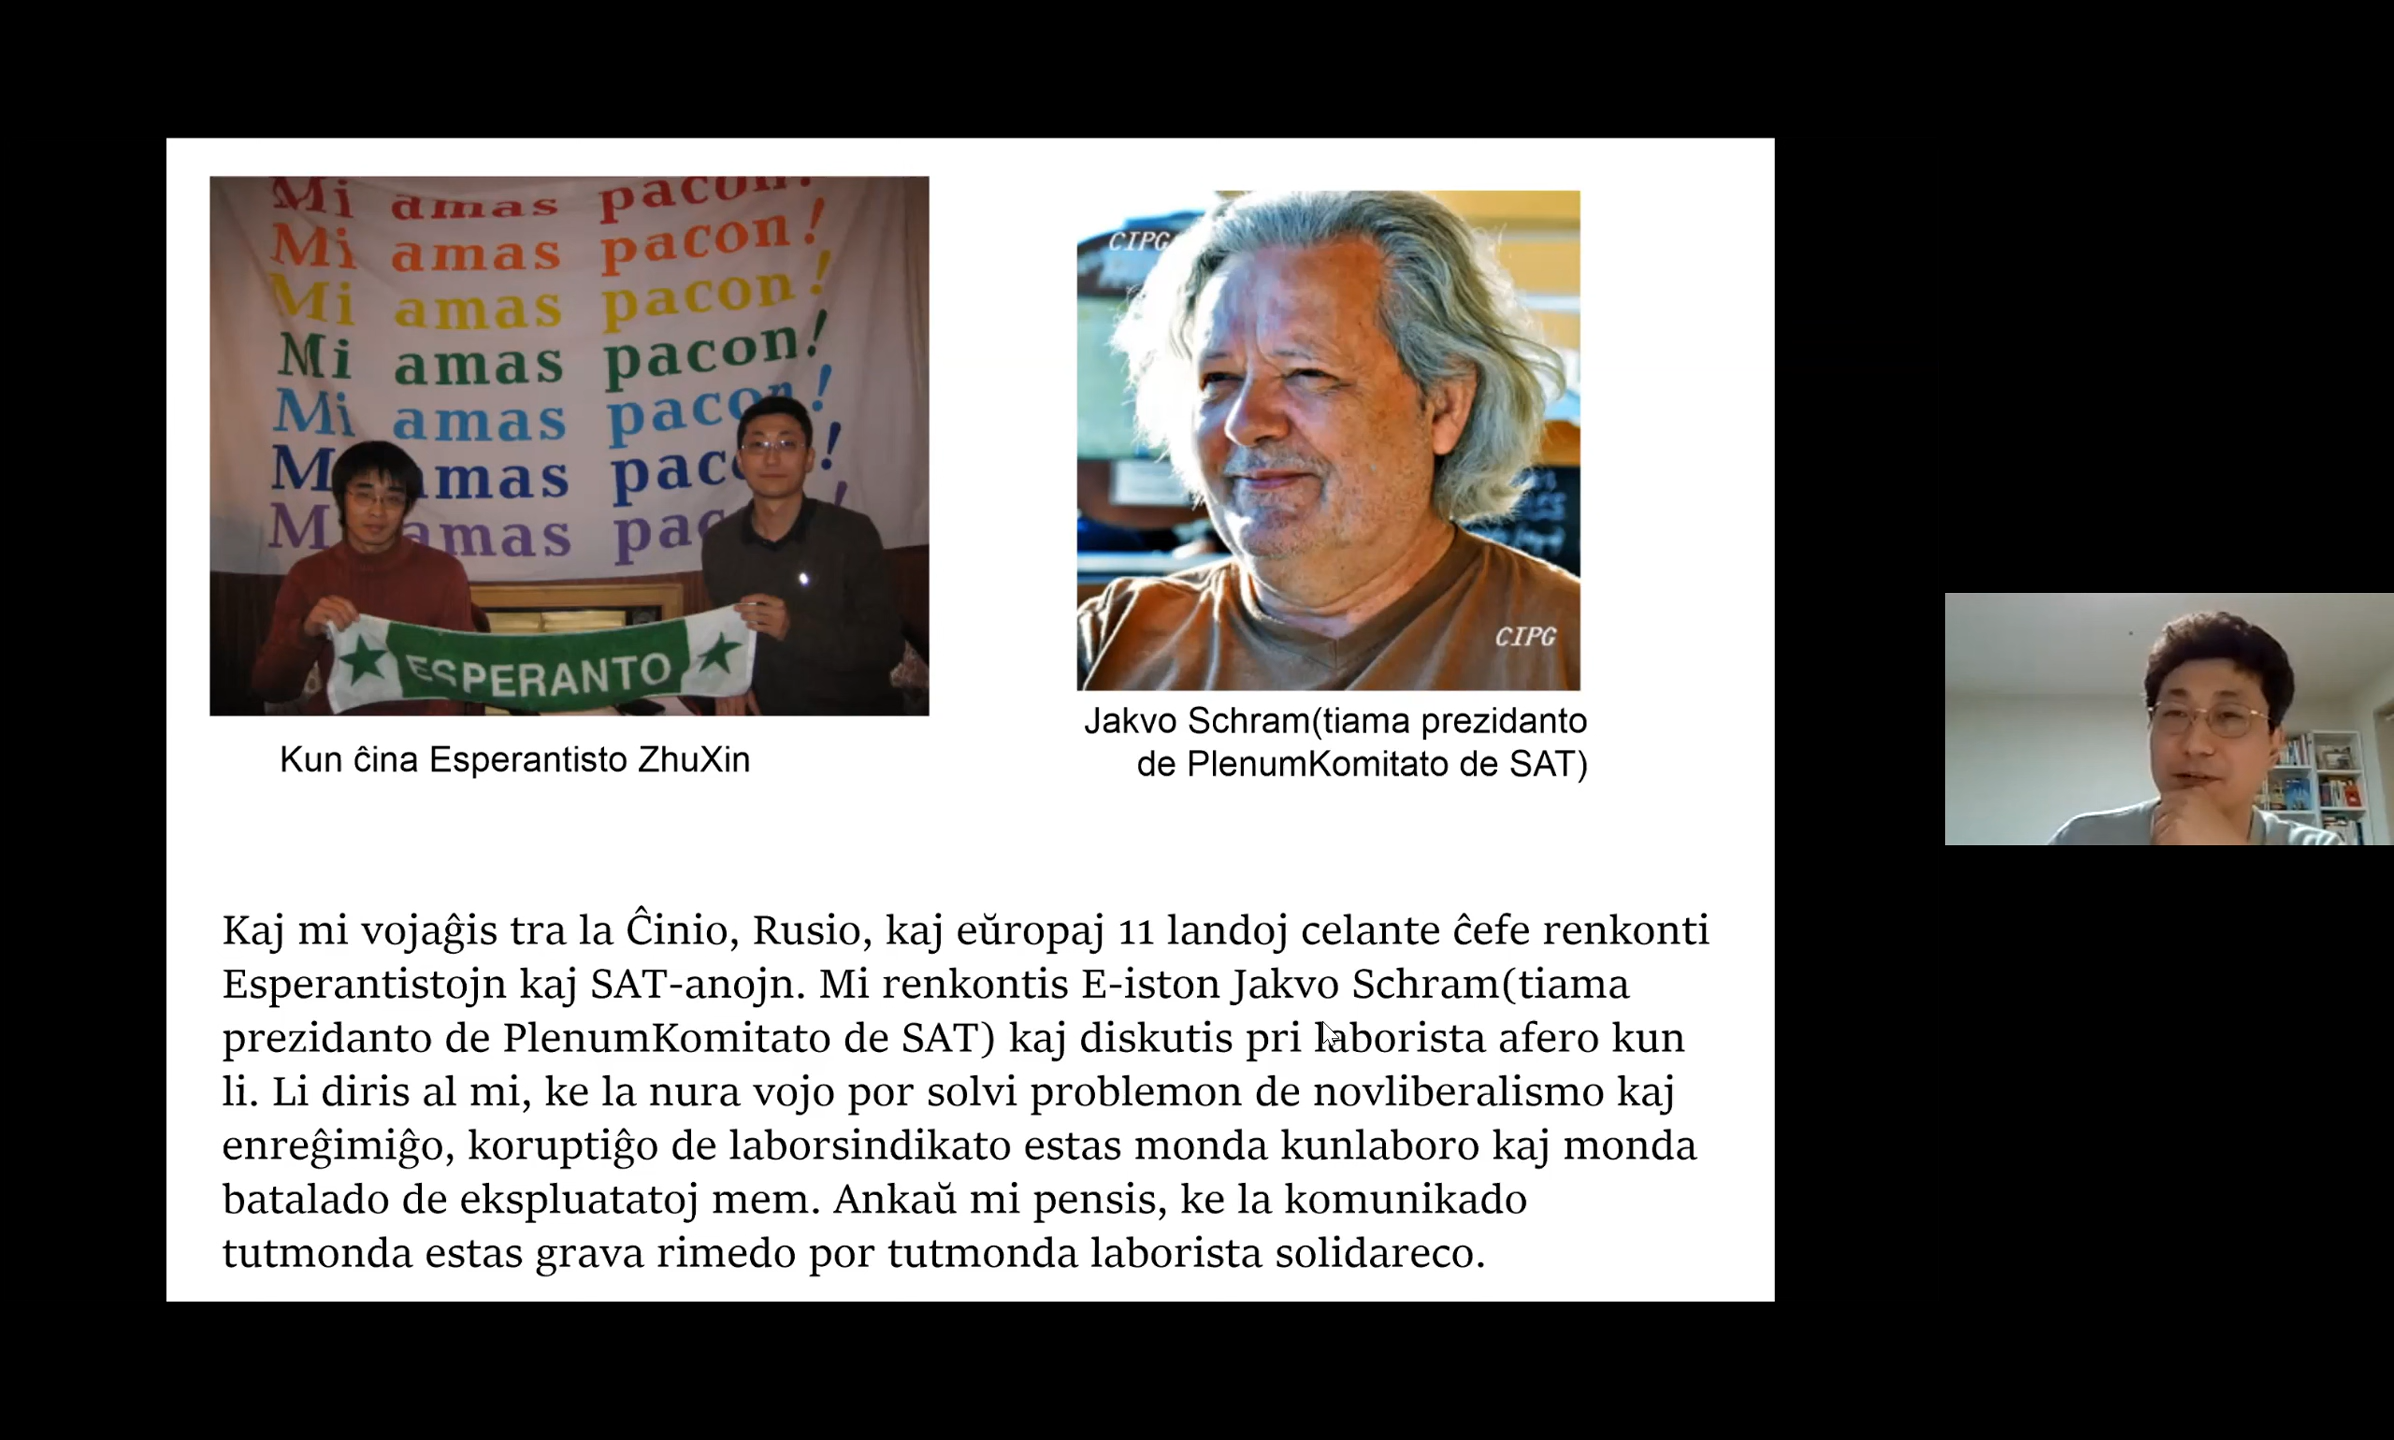 Mi amas pacon!
Mi amas pacon!
Mi amas pacon!
Mi amas pacon!
Mi amas pacon!
M amas paco !
M amas pac !
ESPERANTO
CIPG
CIPG
Kun ĉina Esperantisto ZhuXin
Jakvo Schram(tiama prezidanto
de PlenumKomitato de SAT)
Kaj mi vojaĝis tra la Ĉinio, Rusio, kaj eŭropaj 11 landoj celante ĉefe renkonti
Esperantistojn kaj SAT-anojn. Mi renkontis E-iston Jakvo Schram(tiama
prezidanto de PlenumKomitato de SAT) kaj diskutis pri laborista afero kun
li. Li diris al mi, ke la nura vojo por solvi problemon de novliberalismo kaj
enreĝimiĝo, koruptiĝo de laborsindikato estas monda kunlaboro kaj monda
batalado de ekspluatatoj mem. Ankaŭ mi pensis, ke la komunikado
tutmonda estas grava rimedo por tutmonda laborista solidareco.